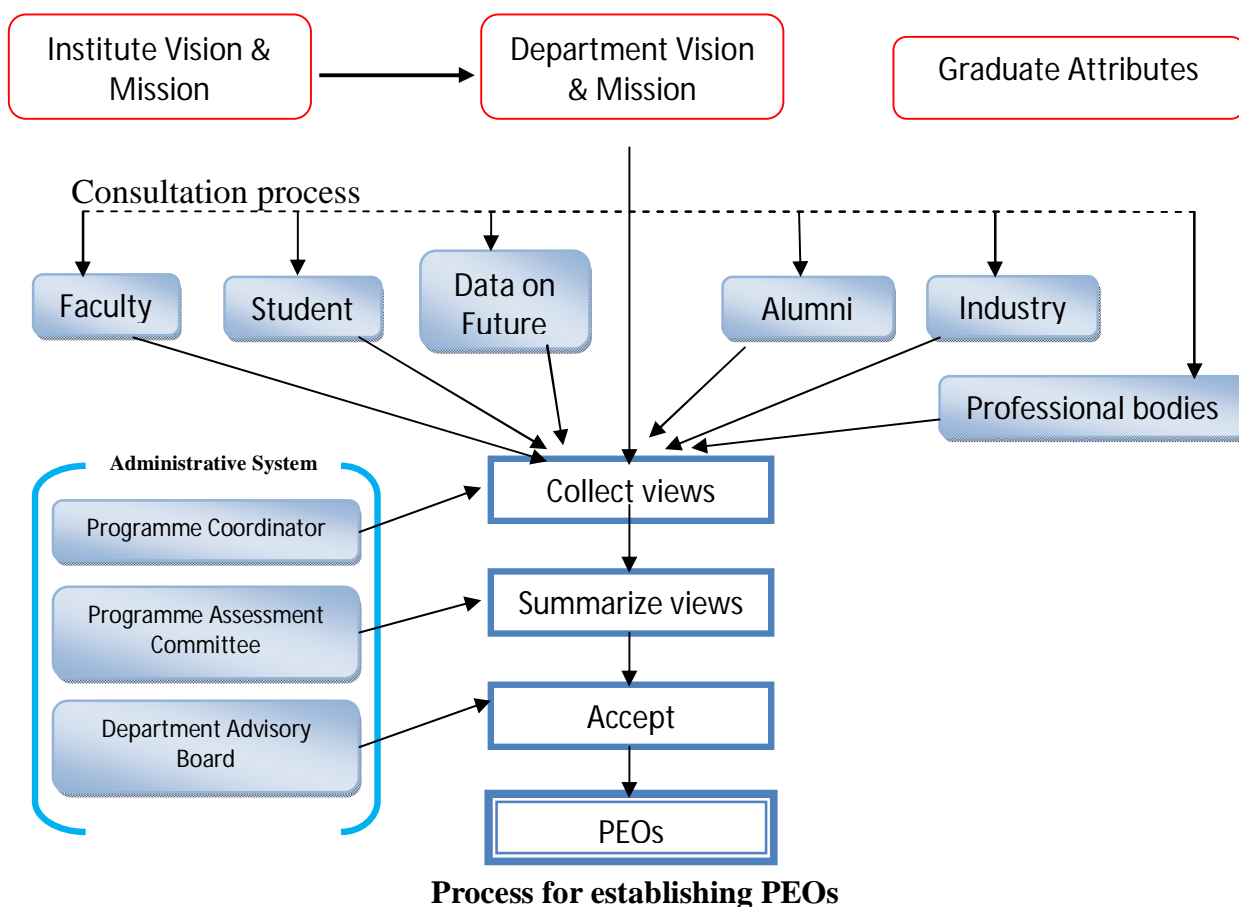 Institute Vision &
Mission
Department Vision
& Mission
Graduate Attributes
Consultation process
Faculty
Student
Data on
Future
Alumni
Industry
Professional bodies
Administrative System
Programme Coordinator
Programme Assessment
Committee
Department Advisory
Board
Collect views
Summarize views
Accept
PEOs
Process for establishing PEOs